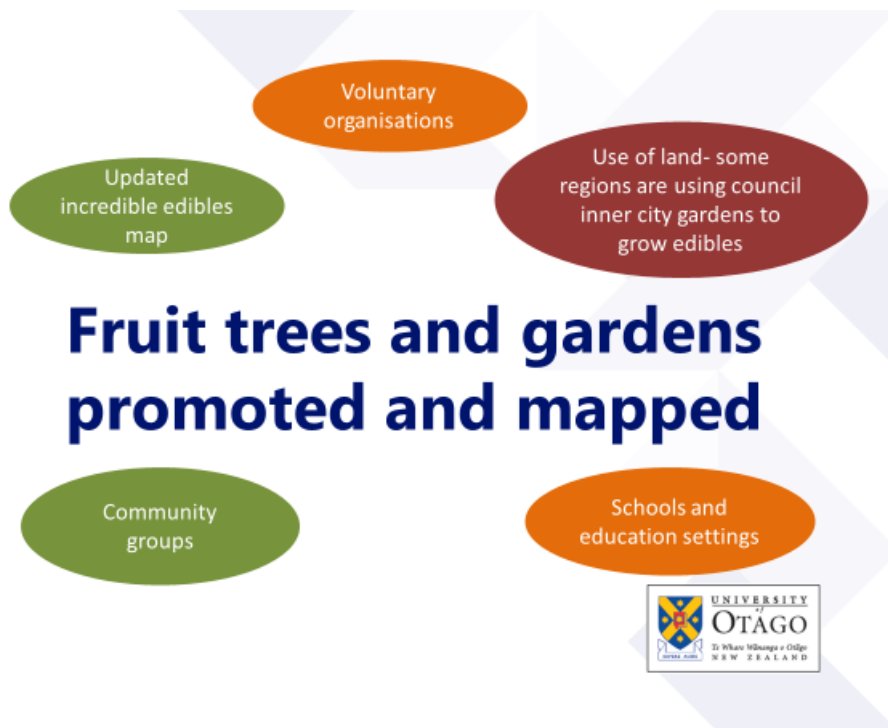 Voluntary
organisations
Updated
incredible edibles
map
Use of land- some
regions are using council
inner city gardens to
grow edibles
Fruit trees and gardens
promoted and mapped
Community
groups
Schools and
education settings
UNIVERSITY
of
OTAGO
Te Whare Wānanga o Otāgo
NEW ZEALAND
SAPERE AUDE